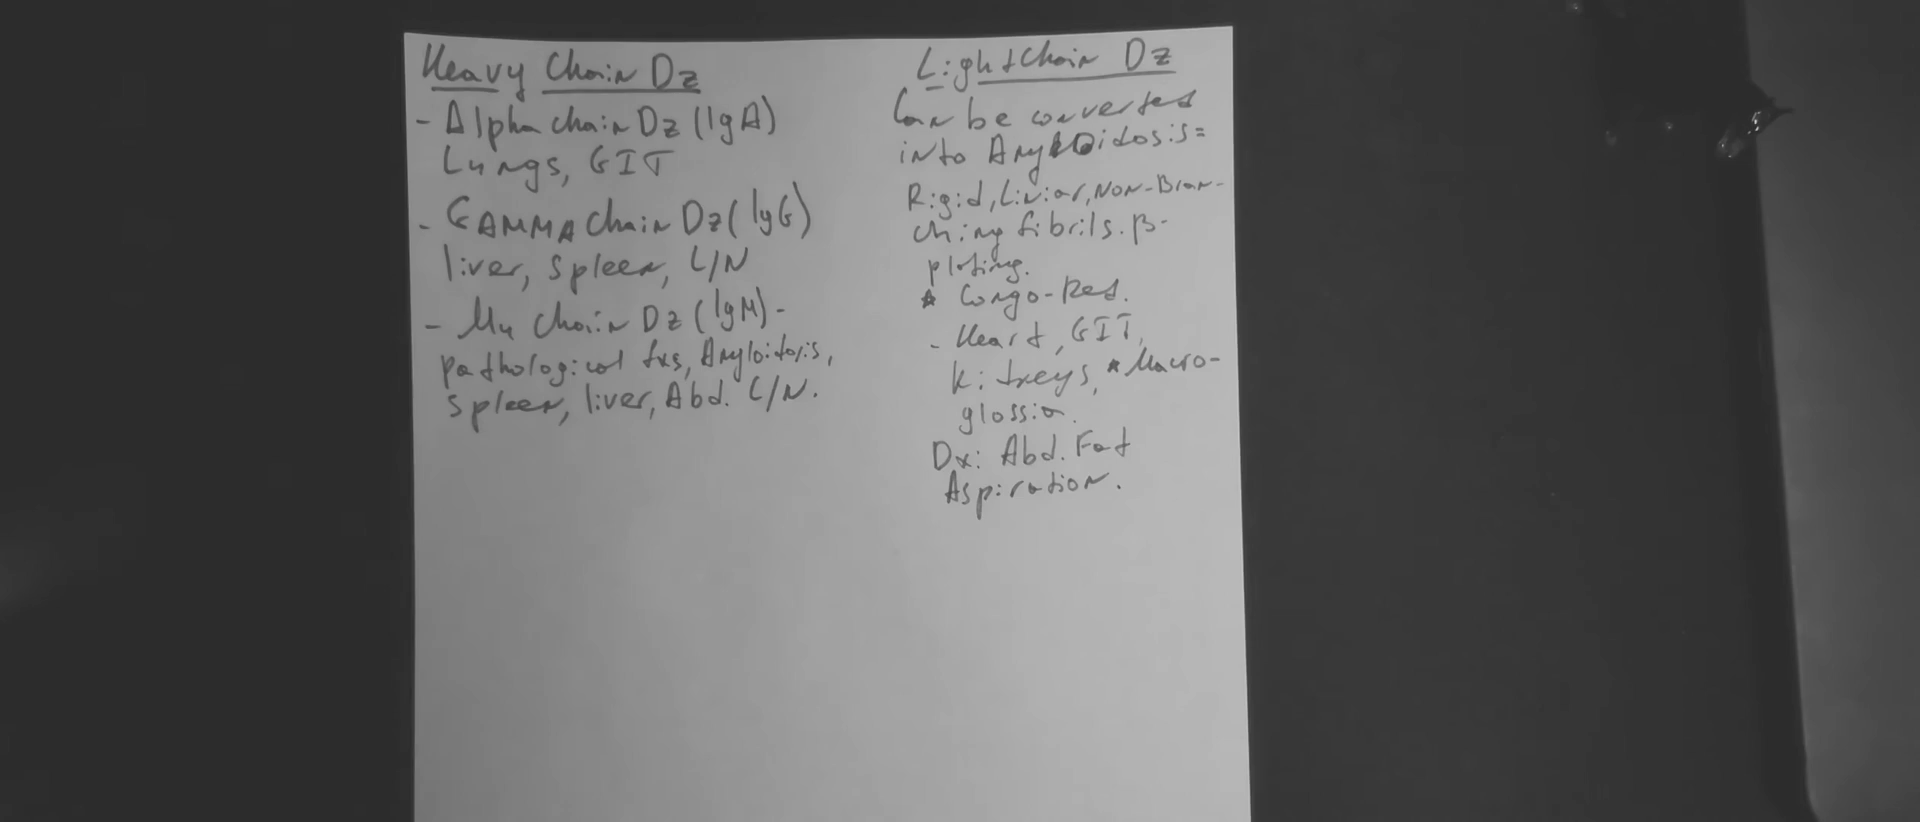 Heavy Chain Dz
- Alpha chain Dz (IgA)
Lungs, GIT
- GAMMA Chain Dz (IgG)
liver, spleen, L/N
- Mu Chain Dz (IgM) -
pathological fxs, Amyloidosis,
spleen, liver, Abd. L/N.
Light Chain Dz
Can be converted
into Amyloidosis=
Rigid, Liniar, Non-Bran-
ching fibrils. β-
plating.
* Congo-Red.
- Heart, GIT,
Kidneys, * Macro-
glossia.
Dx: Abd. Fat
Aspiration.